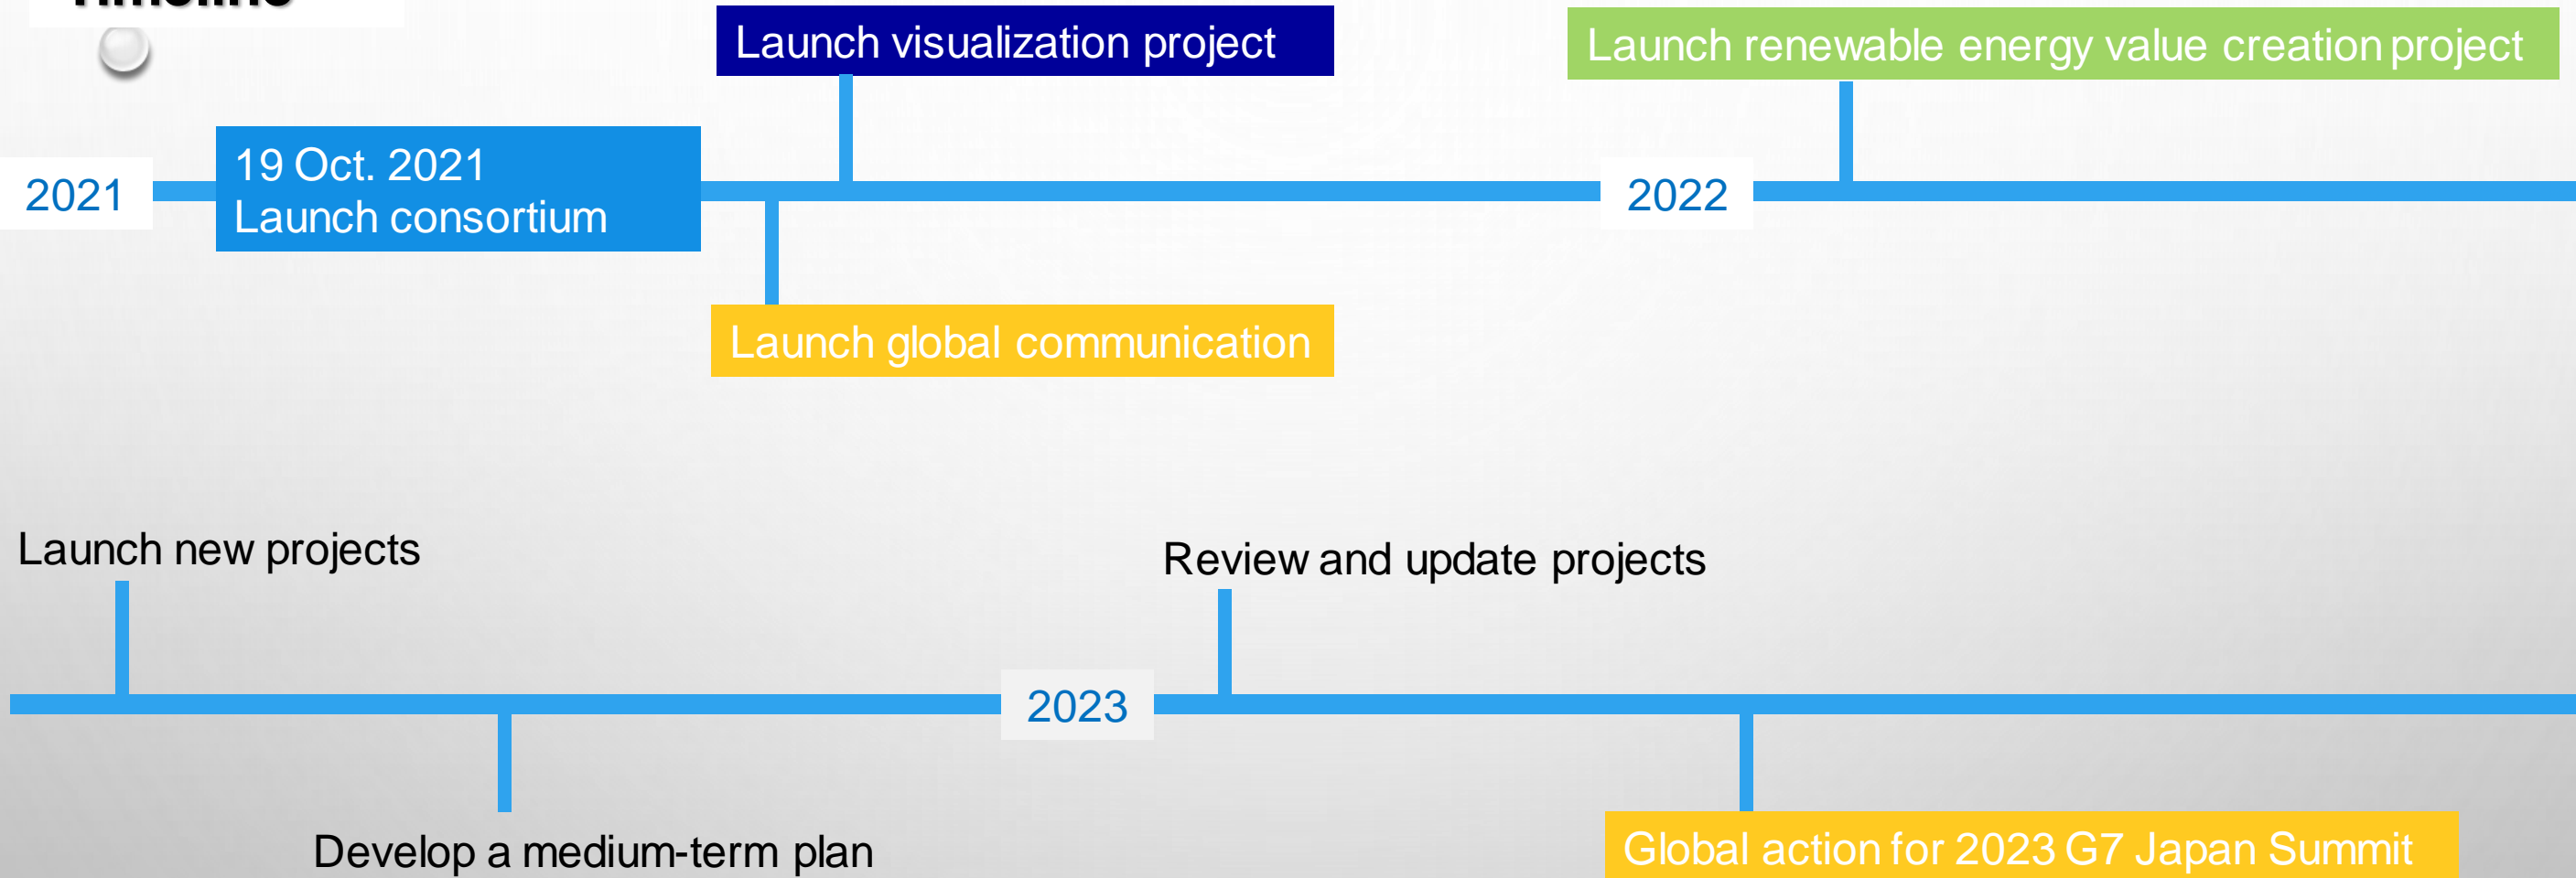 Timeline
Launch visualization project
Launch renewable energy value creation project
2021
19 Oct. 2021
Launch consortium
2022
Launch global communication
Launch new projects
Review and update projects
2023
Develop a medium-term plan
Global action for 2023 G7 Japan Summit